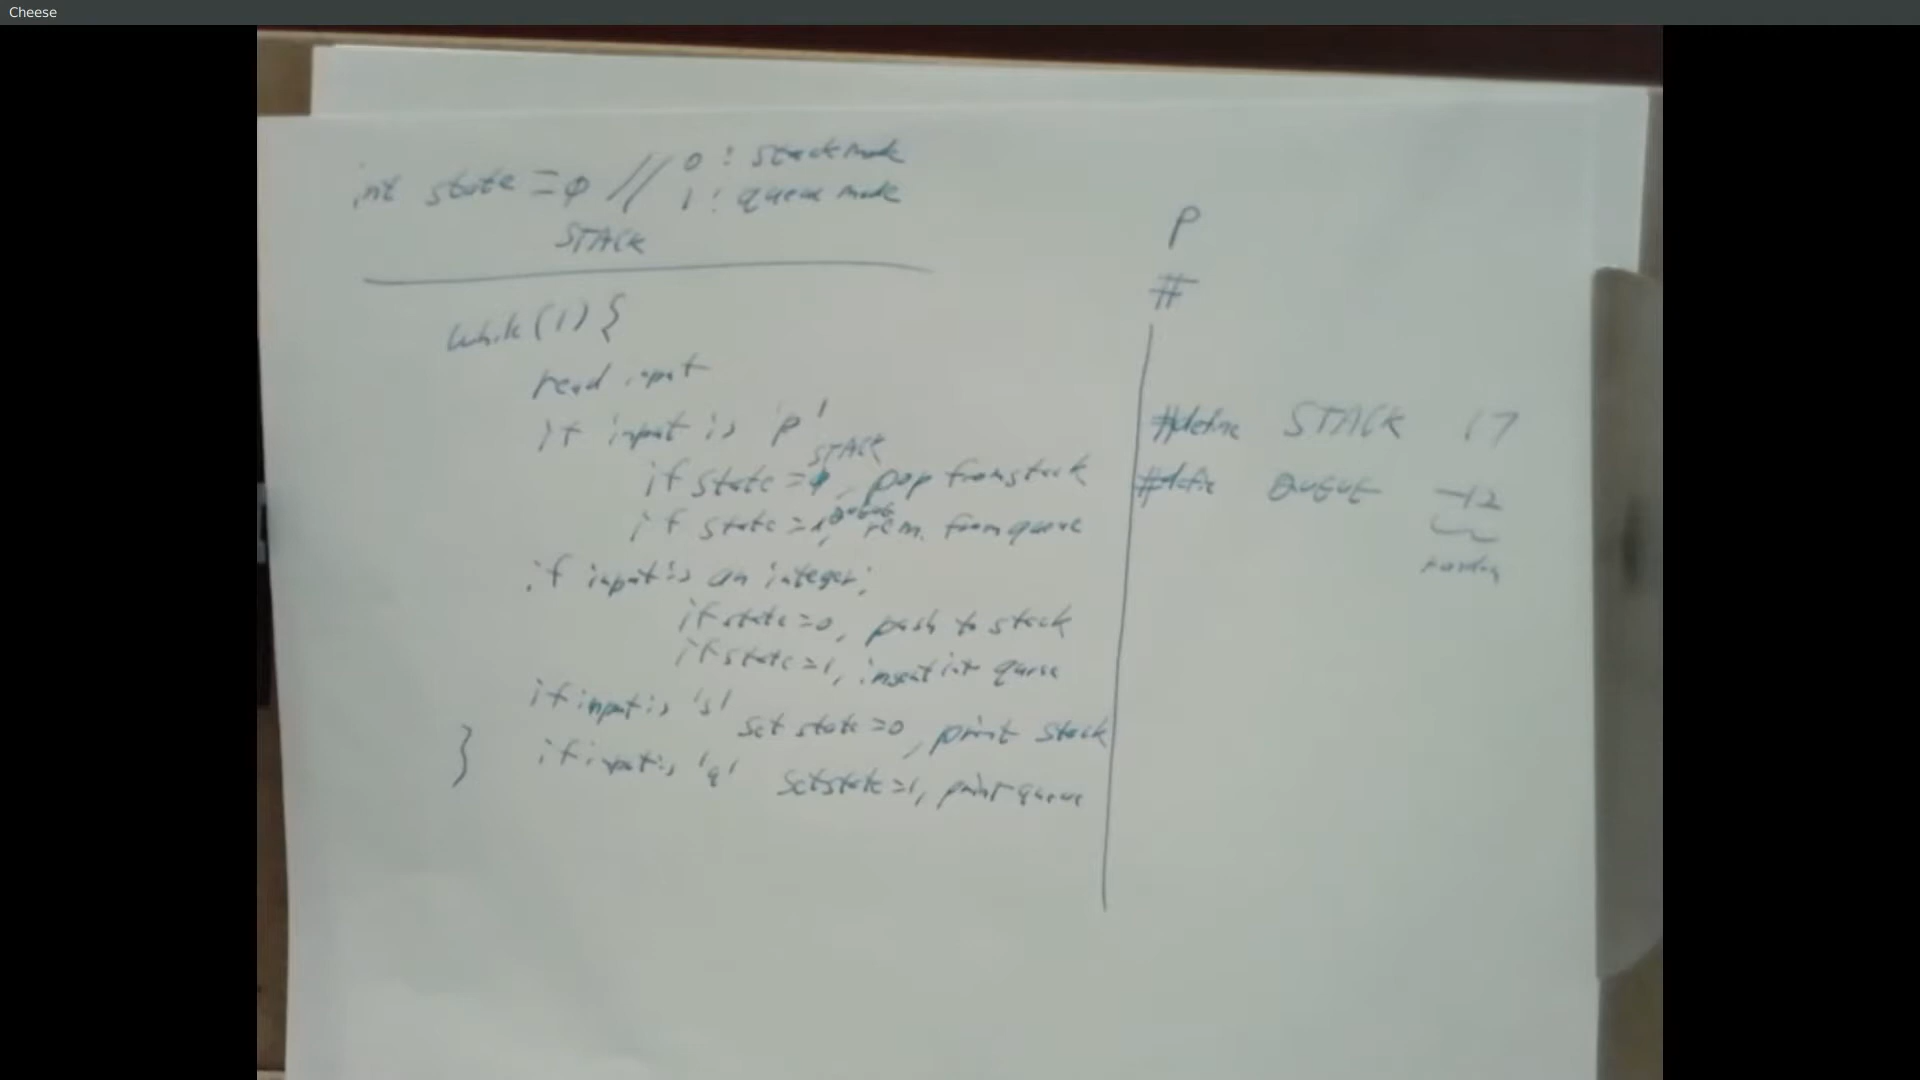 Cheese
int state = 0 // 0 : stack mode
1 : queue mode
STACK
while (1) {
read input
if input is 'p'
STACK
if state = 0, pop from stack
QUEUE
if state = 1, rem. from queue
if input is an integer,
if state = 0, push to stack
if state = 1, insert into queue
if input is 's'
set state = 0, print stack
if input is 'q' set state = 1, print queue
}
P
#
#define STACK 17
#define QUEUE -12